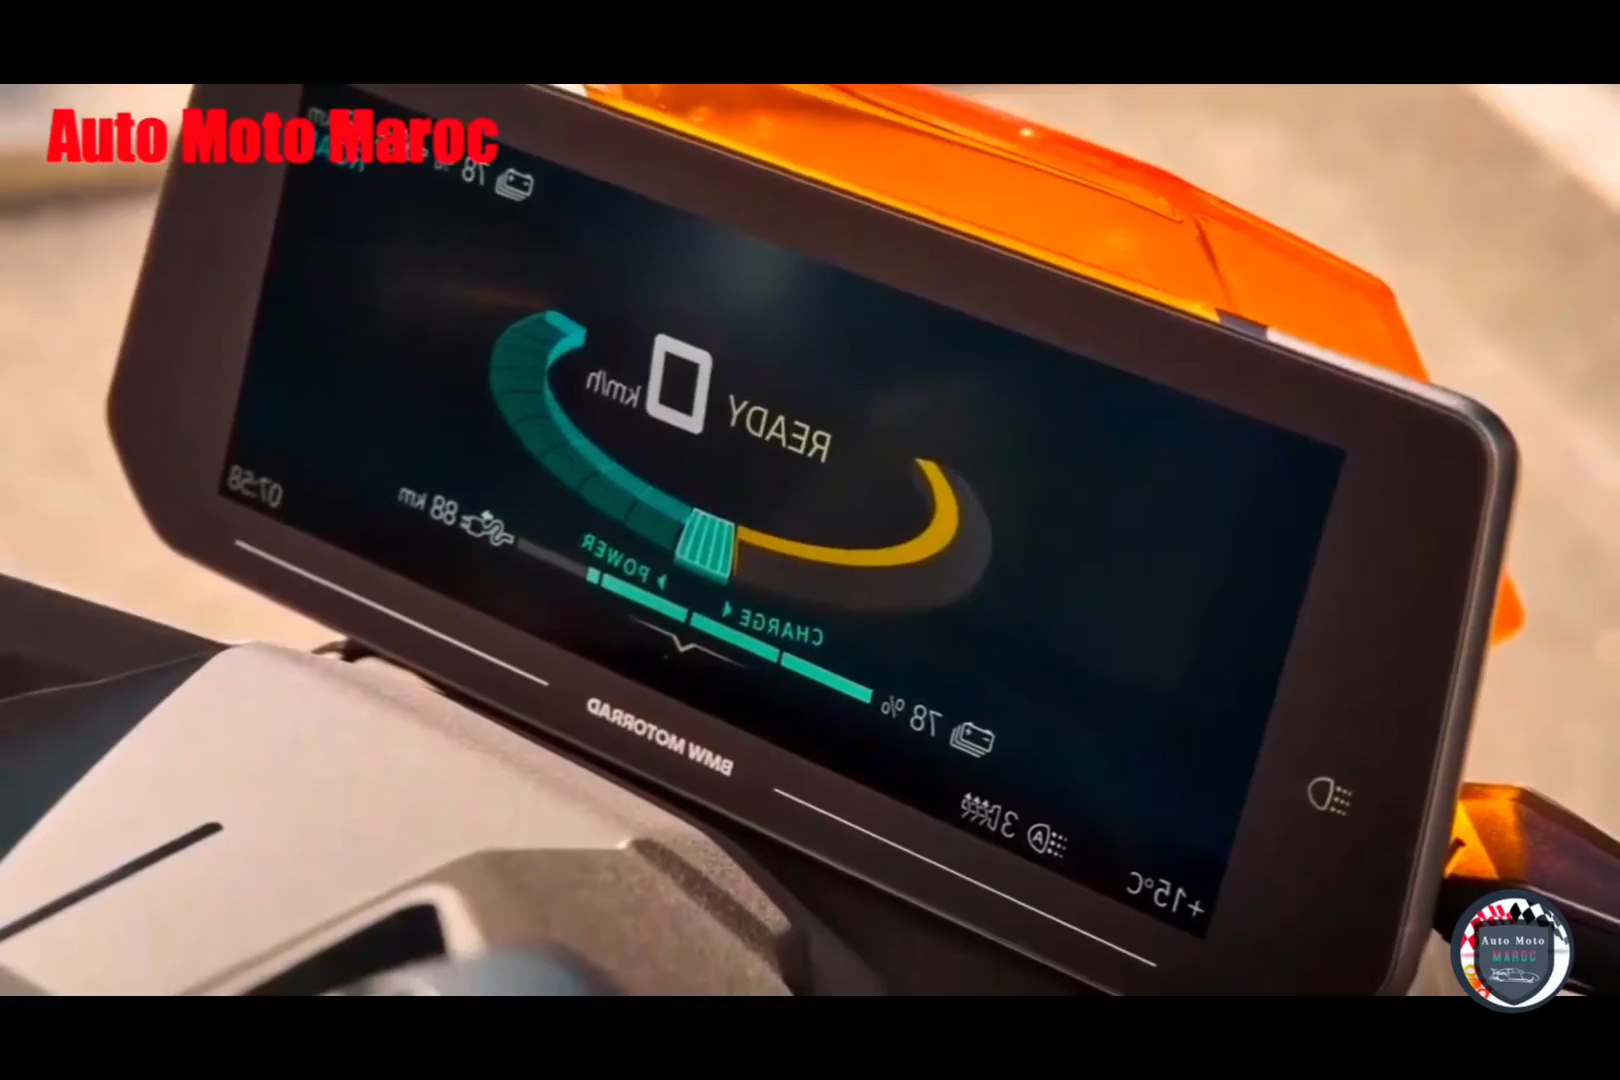 Auto Moto Maroc
78
0 km/h
READY
07:58
88 km
POWER
CHARGE
78 %
BMW MOTORRAD
3
A
+15°C
Auto Moto
MAROC